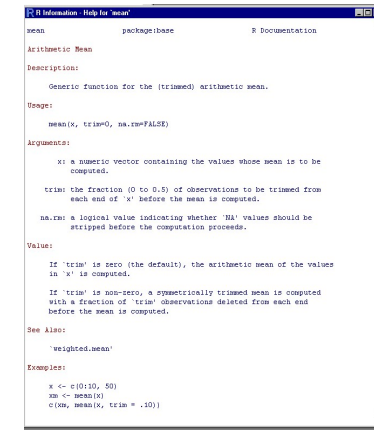 R Information - Help for 'mean'
mean package:base R Documentation
Arithmetic Mean
Description:
Generic function for the (trimmed) arithmetic mean.
Usage:
mean(x, trim=0, na.rm=FALSE)
Arguments:
x: a numeric vector containing the values whose mean is to be
computed.
trim: the fraction (0 to 0.5) of observations to be trimmed from
each end of `x' before the mean is computed.
na.rm: a logical value indicating whether `NA' values should be
stripped before the computation proceeds.
Value:
If `trim' is zero (the default), the arithmetic mean of the values
in `x' is computed.
If `trim' is non-zero, a symmetrically trimmed mean is computed
with a fraction of `trim' observations deleted from each end
before the mean is computed.
See Also:
`weighted.mean'
Examples:
x <- c(0:10, 50)
xm <- mean(x)
c(xm, mean(x, trim = .10))